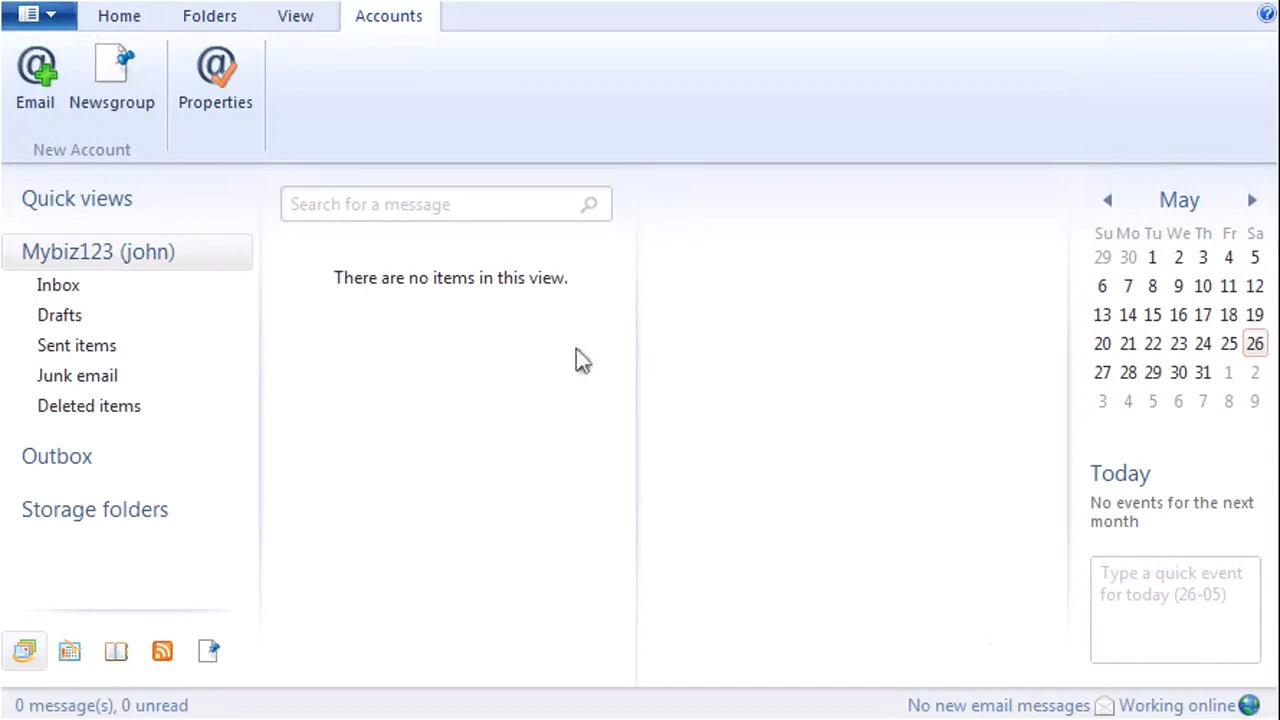 Home Folders View Accounts
Email Newsgroup Properties
New Account
Quick views
Mybiz123 (john)
Inbox
Drafts
Sent items
Junk email
Deleted items
Outbox
Storage folders
Search for a message
There are no items in this view.
May
Su Mo Tu We Th Fr Sa
29 30 1 2 3 4 5
6 7 8 9 10 11 12
13 14 15 16 17 18 19
20 21 22 23 24 25 26
27 28 29 30 31 1 2
3 4 5 6 7 8 9
Today
No events for the next
month
Type a quick event
for today (26-05)
0 message(s), 0 unread
No new email messages Working online